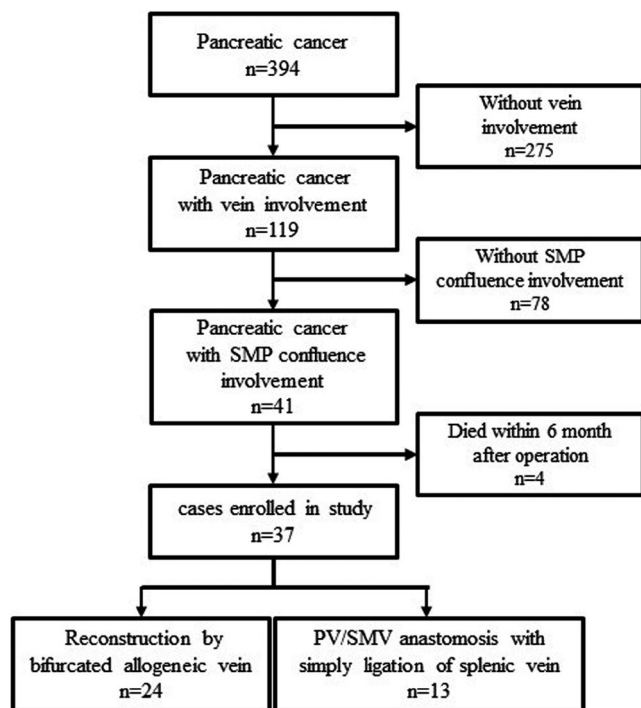 Pancreatic cancer
n=394
Without vein
involvement
n=275
Pancreatic cancer
with vein involvement
n=119
Without SMP
confluence involvement
n=78
Pancreatic cancer
with SMP confluence
involvement
n=41
Died within 6 month
after operation
n=4
cases enrolled in study
n=37
Reconstruction by
bifurcated allogeneic vein
n=24
PV/SMV anastomosis with
simply ligation of splenic vein
n=13